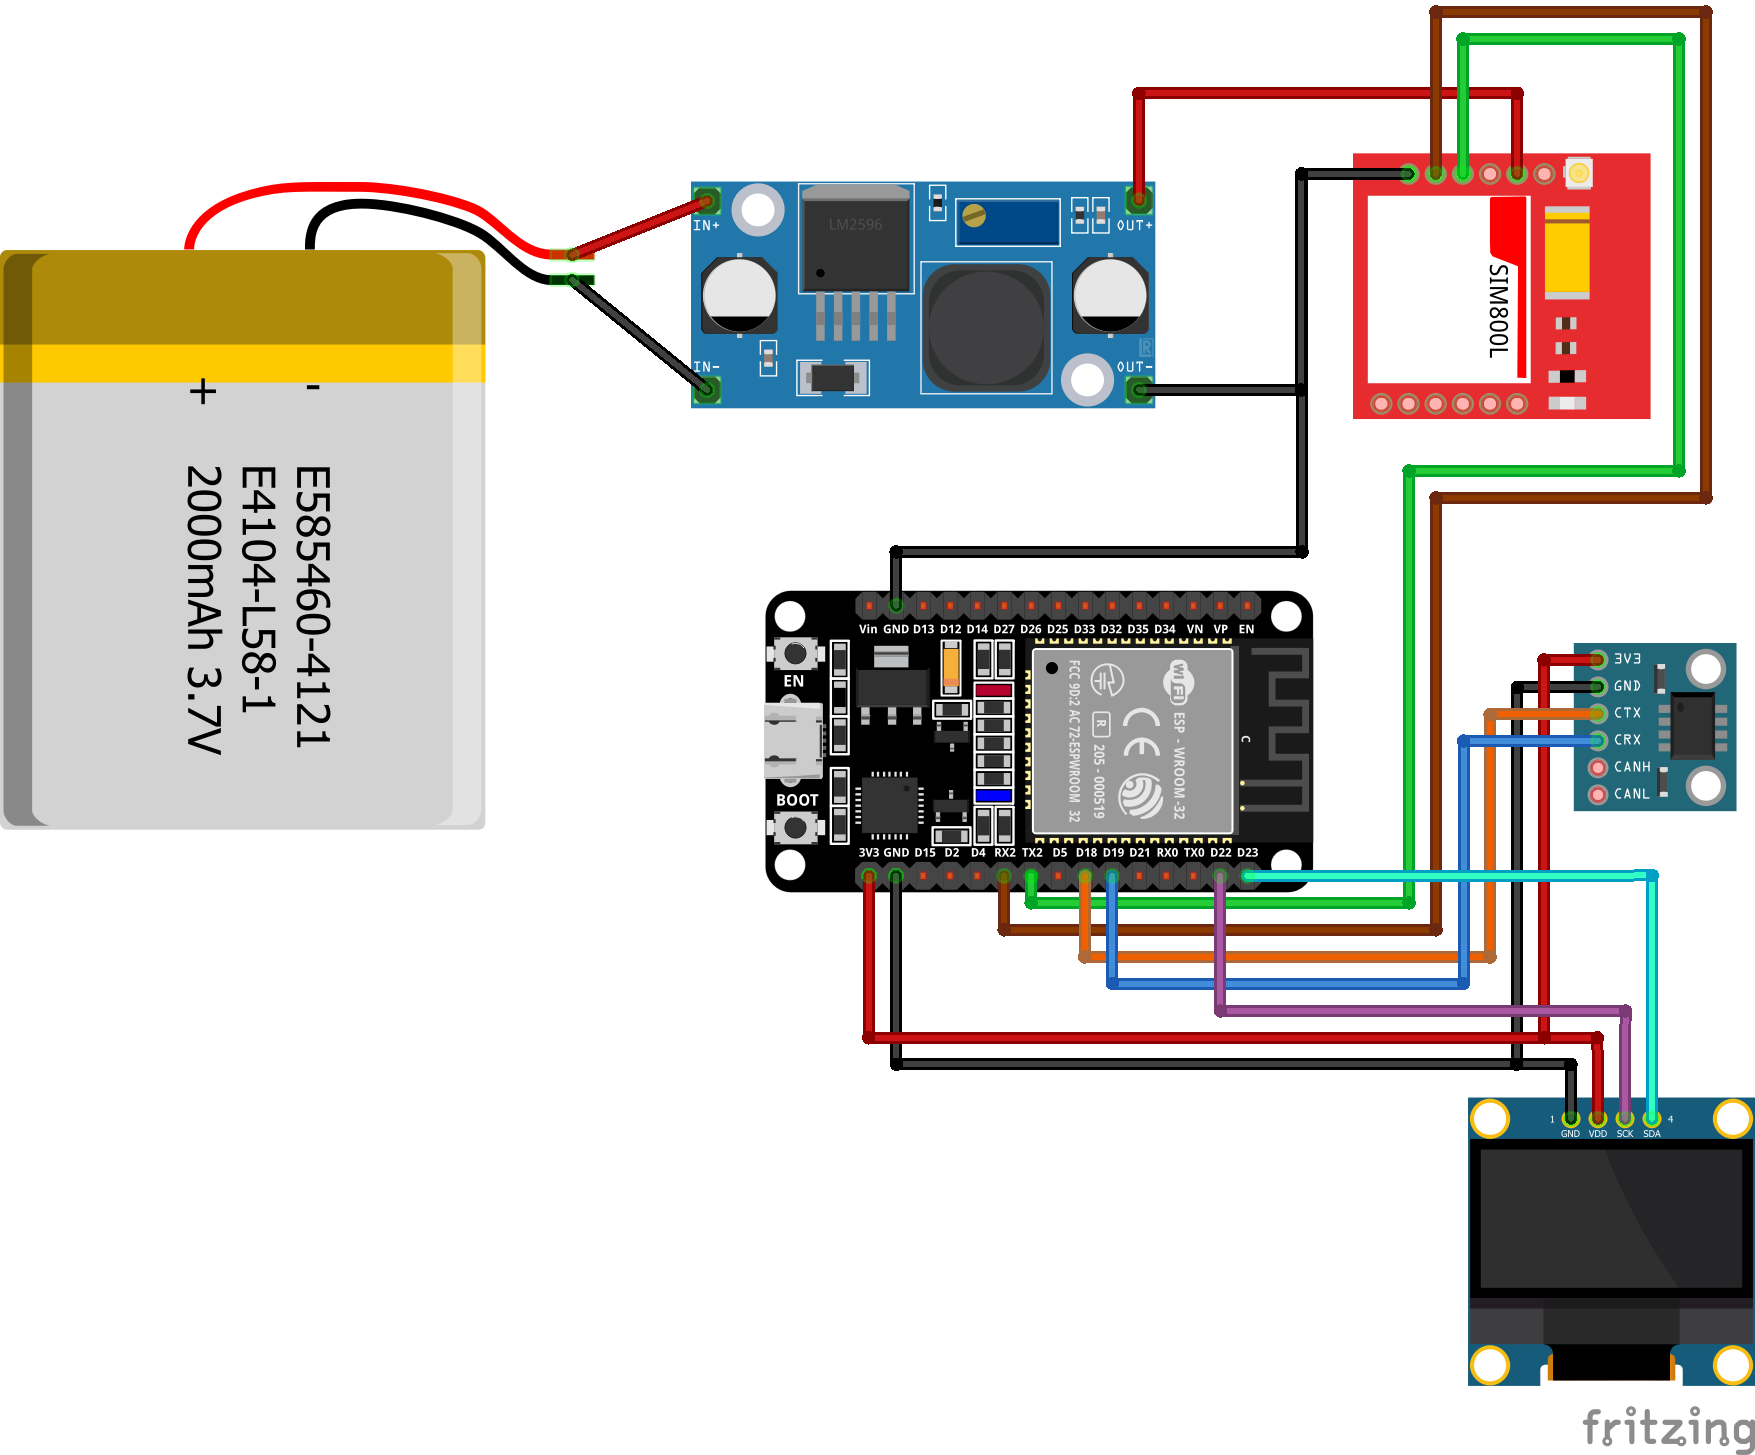 +
-
E585460-4121
E4104-L58-1
2000mAh 3.7V
IN+
IN-
LM2596
OUT+
OUT-
R
SIM800L
Vin GND D13 D12 D14 D27 D26 D25 D33 D32 D35 D34 VN VP EN
EN
BOOT
WiFi
ESP - WROOM-32
CE
R
205 - 000519
FCC 9D:2 AC 72-ESPWROOM 32
C
3V3 GND D15 D2 D4 RX2 TX2 D5 D18 D19 D21 RX0 TX0 D22 D23
3V3
GND
CTX
CRX
CANH
CANL
1
4
GND VDD SCK SDA
fritzing